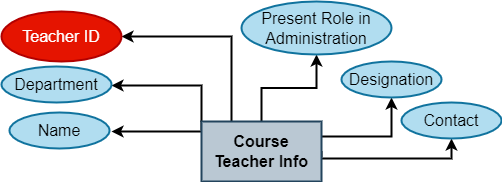 Teacher ID
Present Role in
Administration
Department
Designation
Name
Contact
Course
Teacher Info